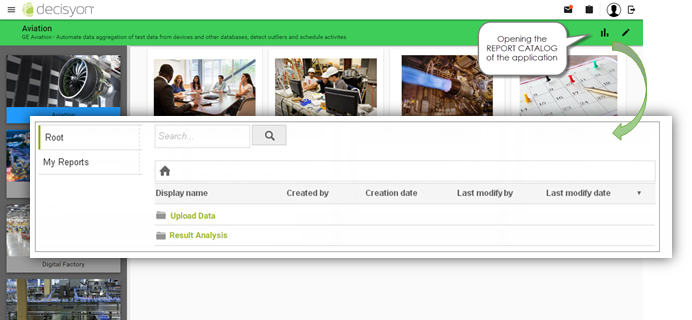 decisyon
Aviation
GE Aviation - Automate data aggregation of test data from devices and other databases, detect outliers and schedule activites
Opening the
REPORT CATALOG
of the application
Aviation
Root
My Reports
Search...
Display name Created by Creation date Last modify by Last modify date
Upload Data
Result Analysis
Digital Factory